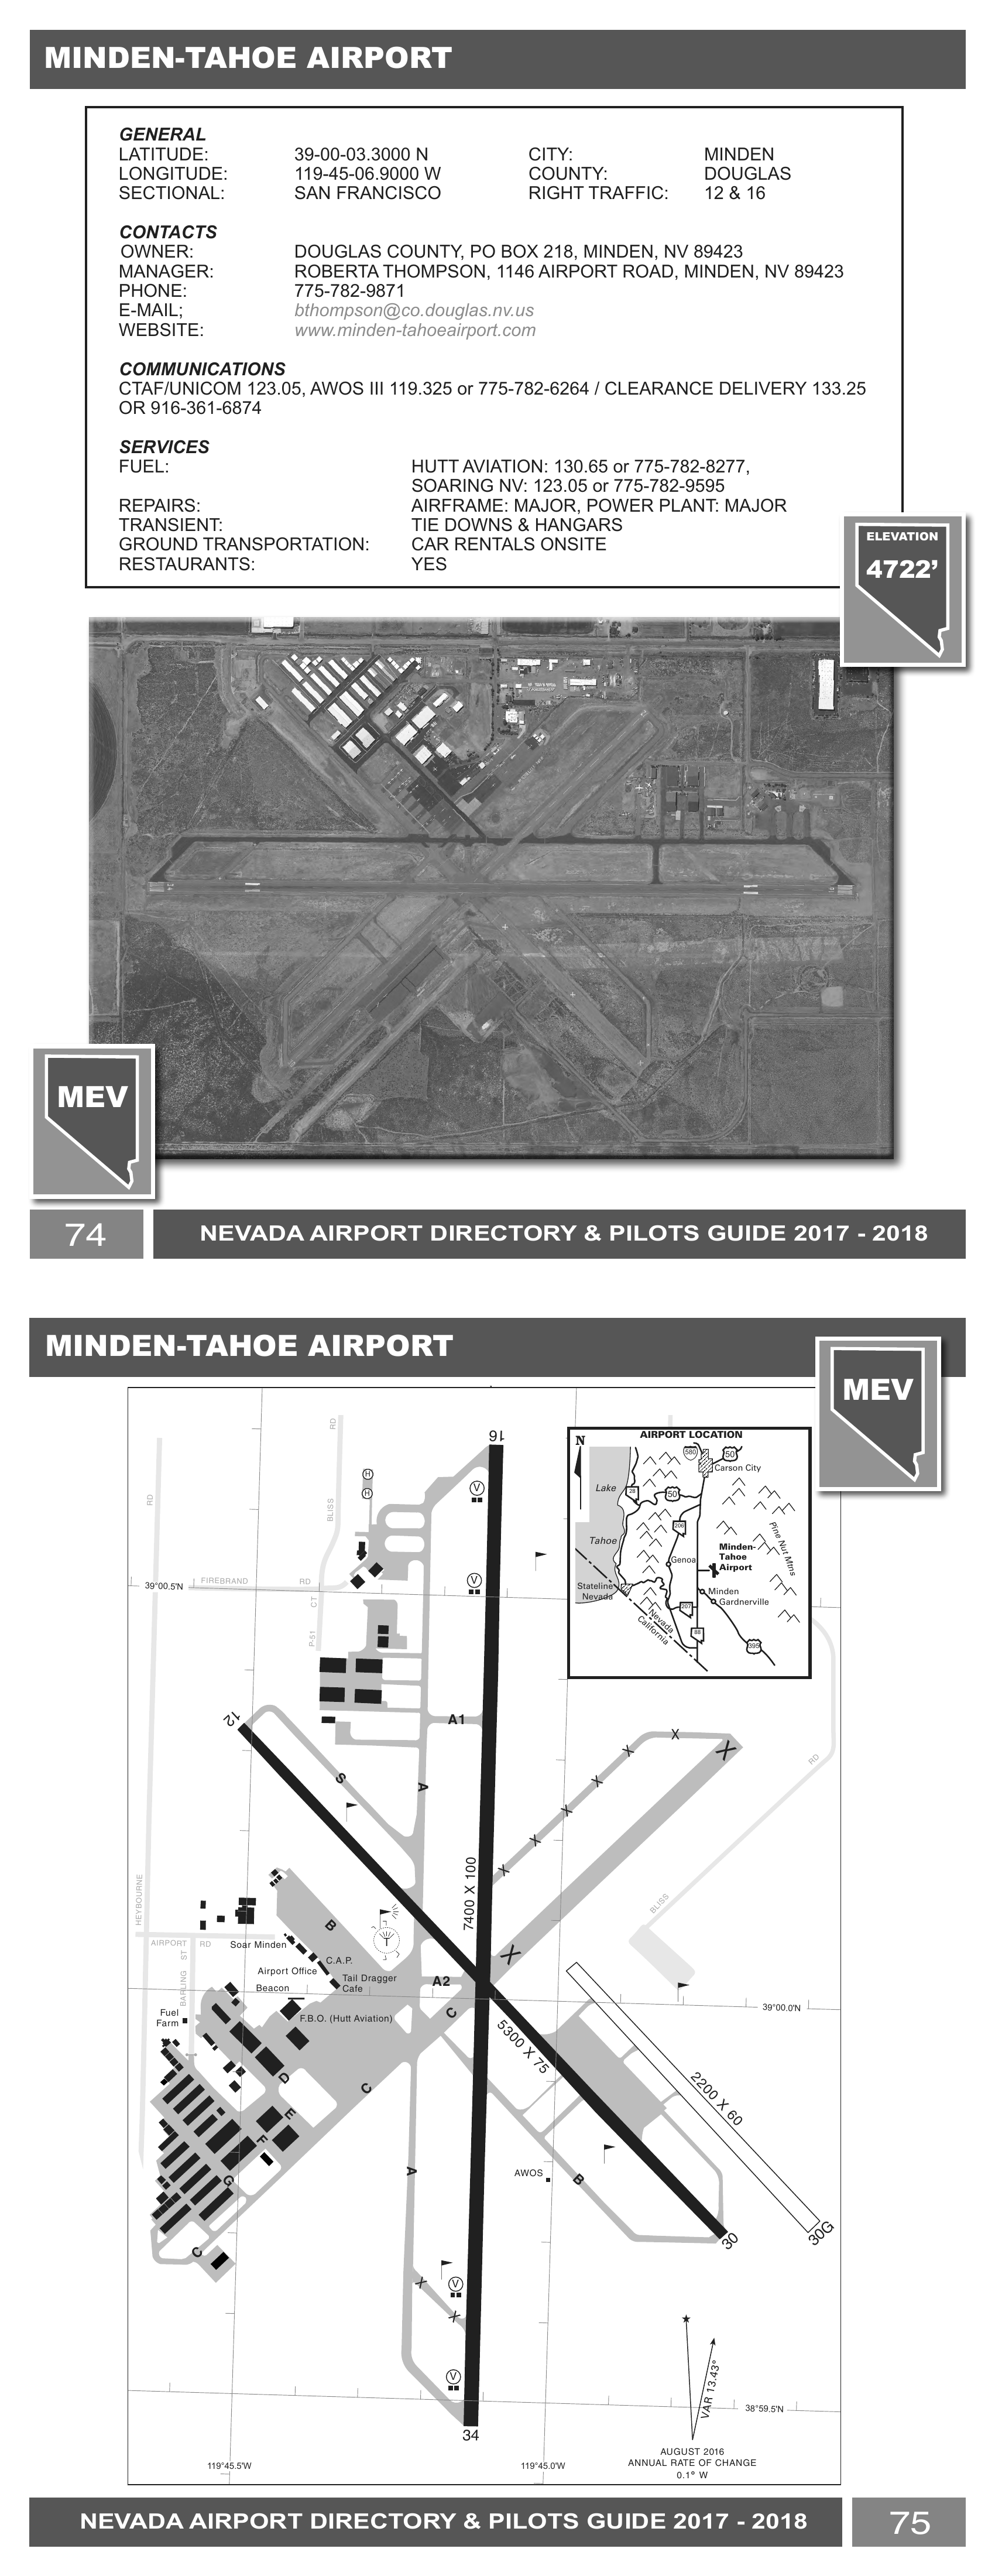 MINDEN-TAHOE AIRPORT
GENERAL
LATITUDE: 39-00-03.3000 N CITY: MINDEN
LONGITUDE: 119-45-06.9000 W COUNTY: DOUGLAS
SECTIONAL: SAN FRANCISCO RIGHT TRAFFIC: 12 & 16
CONTACTS
OWNER: DOUGLAS COUNTY, PO BOX 218, MINDEN, NV 89423
MANAGER: ROBERTA THOMPSON, 1146 AIRPORT ROAD, MINDEN, NV 89423
PHONE: 775-782-9871
E-MAIL; bthompson@co.douglas.nv.us
WEBSITE: www.minden-tahoeairport.com
COMMUNICATIONS
CTAF/UNICOM 123.05, AWOS III 119.325 or 775-782-6264 / CLEARANCE DELIVERY 133.25
OR 916-361-6874
SERVICES
FUEL: HUTT AVIATION: 130.65 or 775-782-8277,
SOARING NV: 123.05 or 775-782-9595
REPAIRS: AIRFRAME: MAJOR, POWER PLANT: MAJOR
TRANSIENT: TIE DOWNS & HANGARS
GROUND TRANSPORTATION: CAR RENTALS ONSITE
RESTAURANTS: YES
ELEVATION
4722’
MEV
74
NEVADA AIRPORT DIRECTORY & PILOTS GUIDE 2017 - 2018
MINDEN-TAHOE AIRPORT
MEV
16
AIRPORT LOCATION
N
580
50
Carson City
Lake
28
50
206
Tahoe
Pine Nut Mtns
Minden-
Tahoe
Airport
Genoa
Stateline
Nevada
Minden
Gardnerville
207
Nevada
California
88
395
RD
RD
BLISS
H
H
V
V
39°00.5'N
FIREBRAND RD
CT
P-51
12
A1
S
A
X
X
X
X
X
X
X
X
RD
BLISS
7400 X 100
HEYBOURNE
B
AIRPORT RD
Soar Minden
C.A.P.
Airport Office
Tail Dragger
Cafe
Beacon
A2
ST
BARLING
39°00.0'N
Fuel
Farm
F.B.O. (Hutt Aviation)
C
5300 X 75
D
C
2200 X 60
E
F
G
A
AWOS
B
C
30
30G
X
V
X
V
VAR 13.43°
38°59.5'N
34
AUGUST 2016
ANNUAL RATE OF CHANGE
0.1° W
119°45.5'W
119°45.0'W
NEVADA AIRPORT DIRECTORY & PILOTS GUIDE 2017 - 2018
75